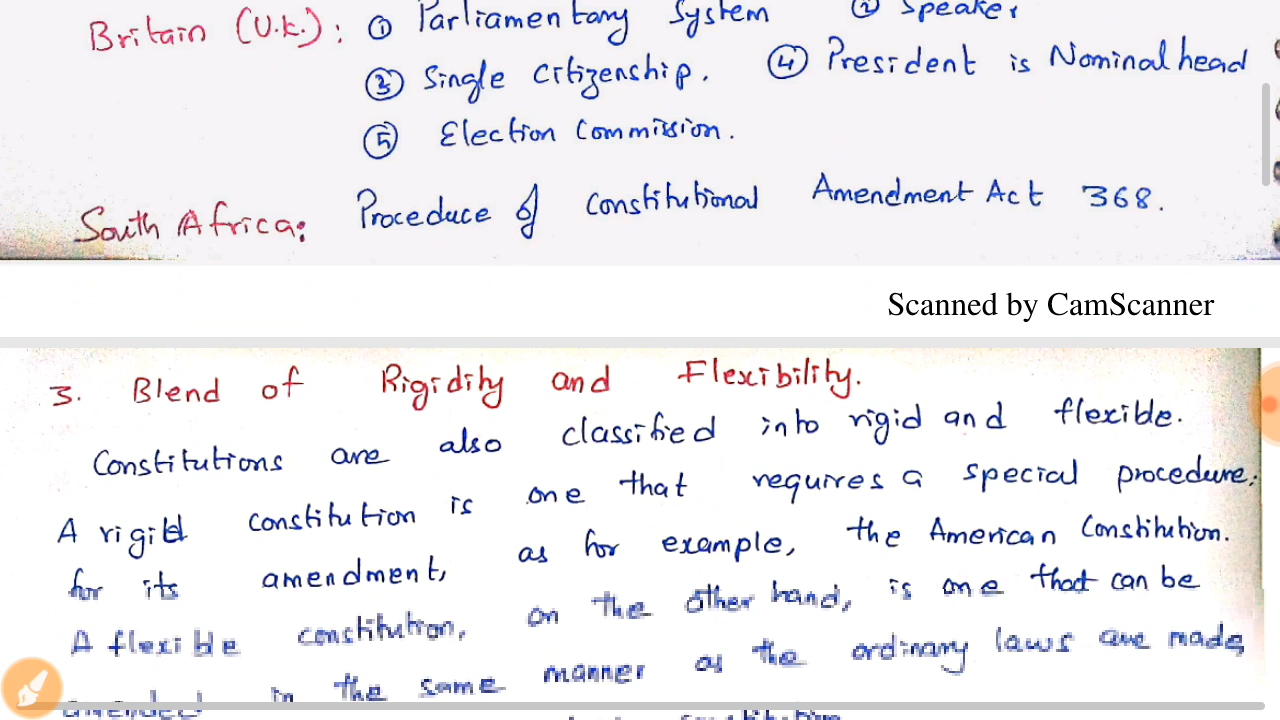 Britain (U.K.): ① Parliamentary System ② Speaker
③ Single citizenship. ④ President is Nominal head
⑤ Election Commission.
South Africa: Proceduce of constitutional Amendment Act 368.
Scanned by CamScanner
3. Blend of Rigidity and Flexibility.
Constitutions are also classified into rigid and flexible.
A rigid constitution is one that requires a special procedure,
for its amendment, as for example, the American Constitution.
A flexible constitution, on the other hand, is one that can be
amended in the same manner as the ordinary laws are made,